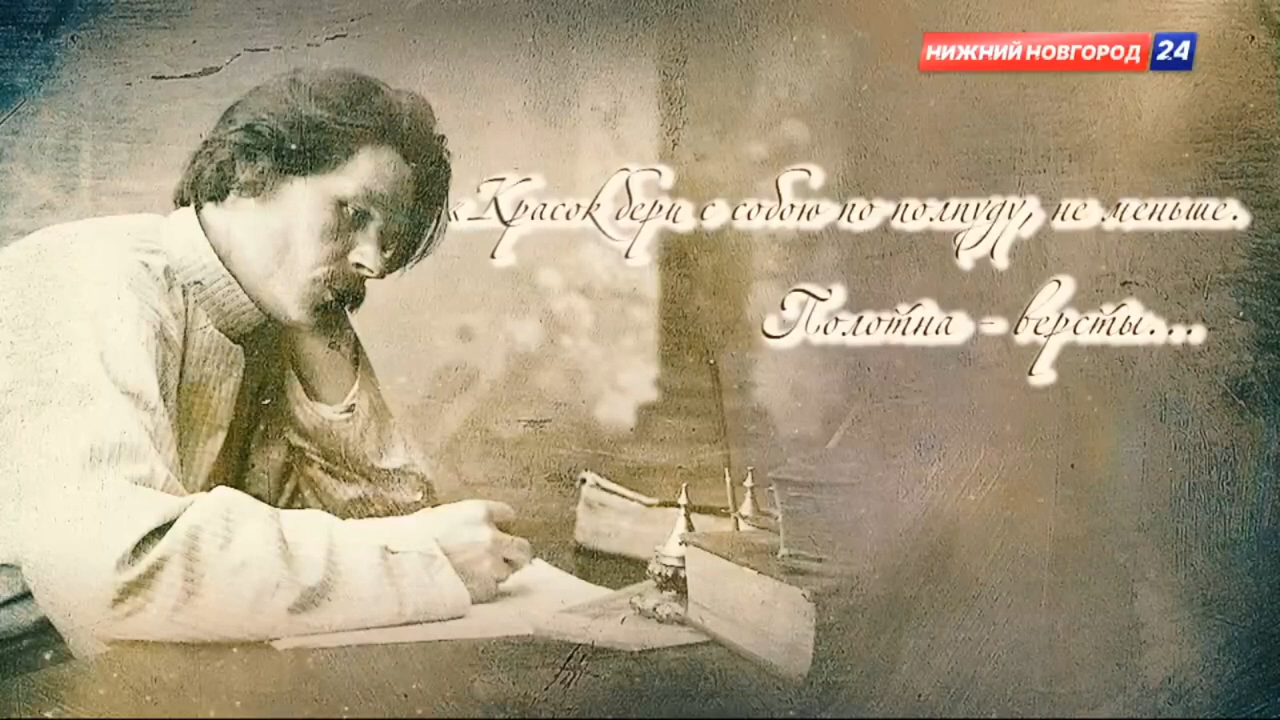 НИЖНИЙ НОВГОРОД 24
«Красок бери с собою по полпуду, не меньше.
Полотна - версты...